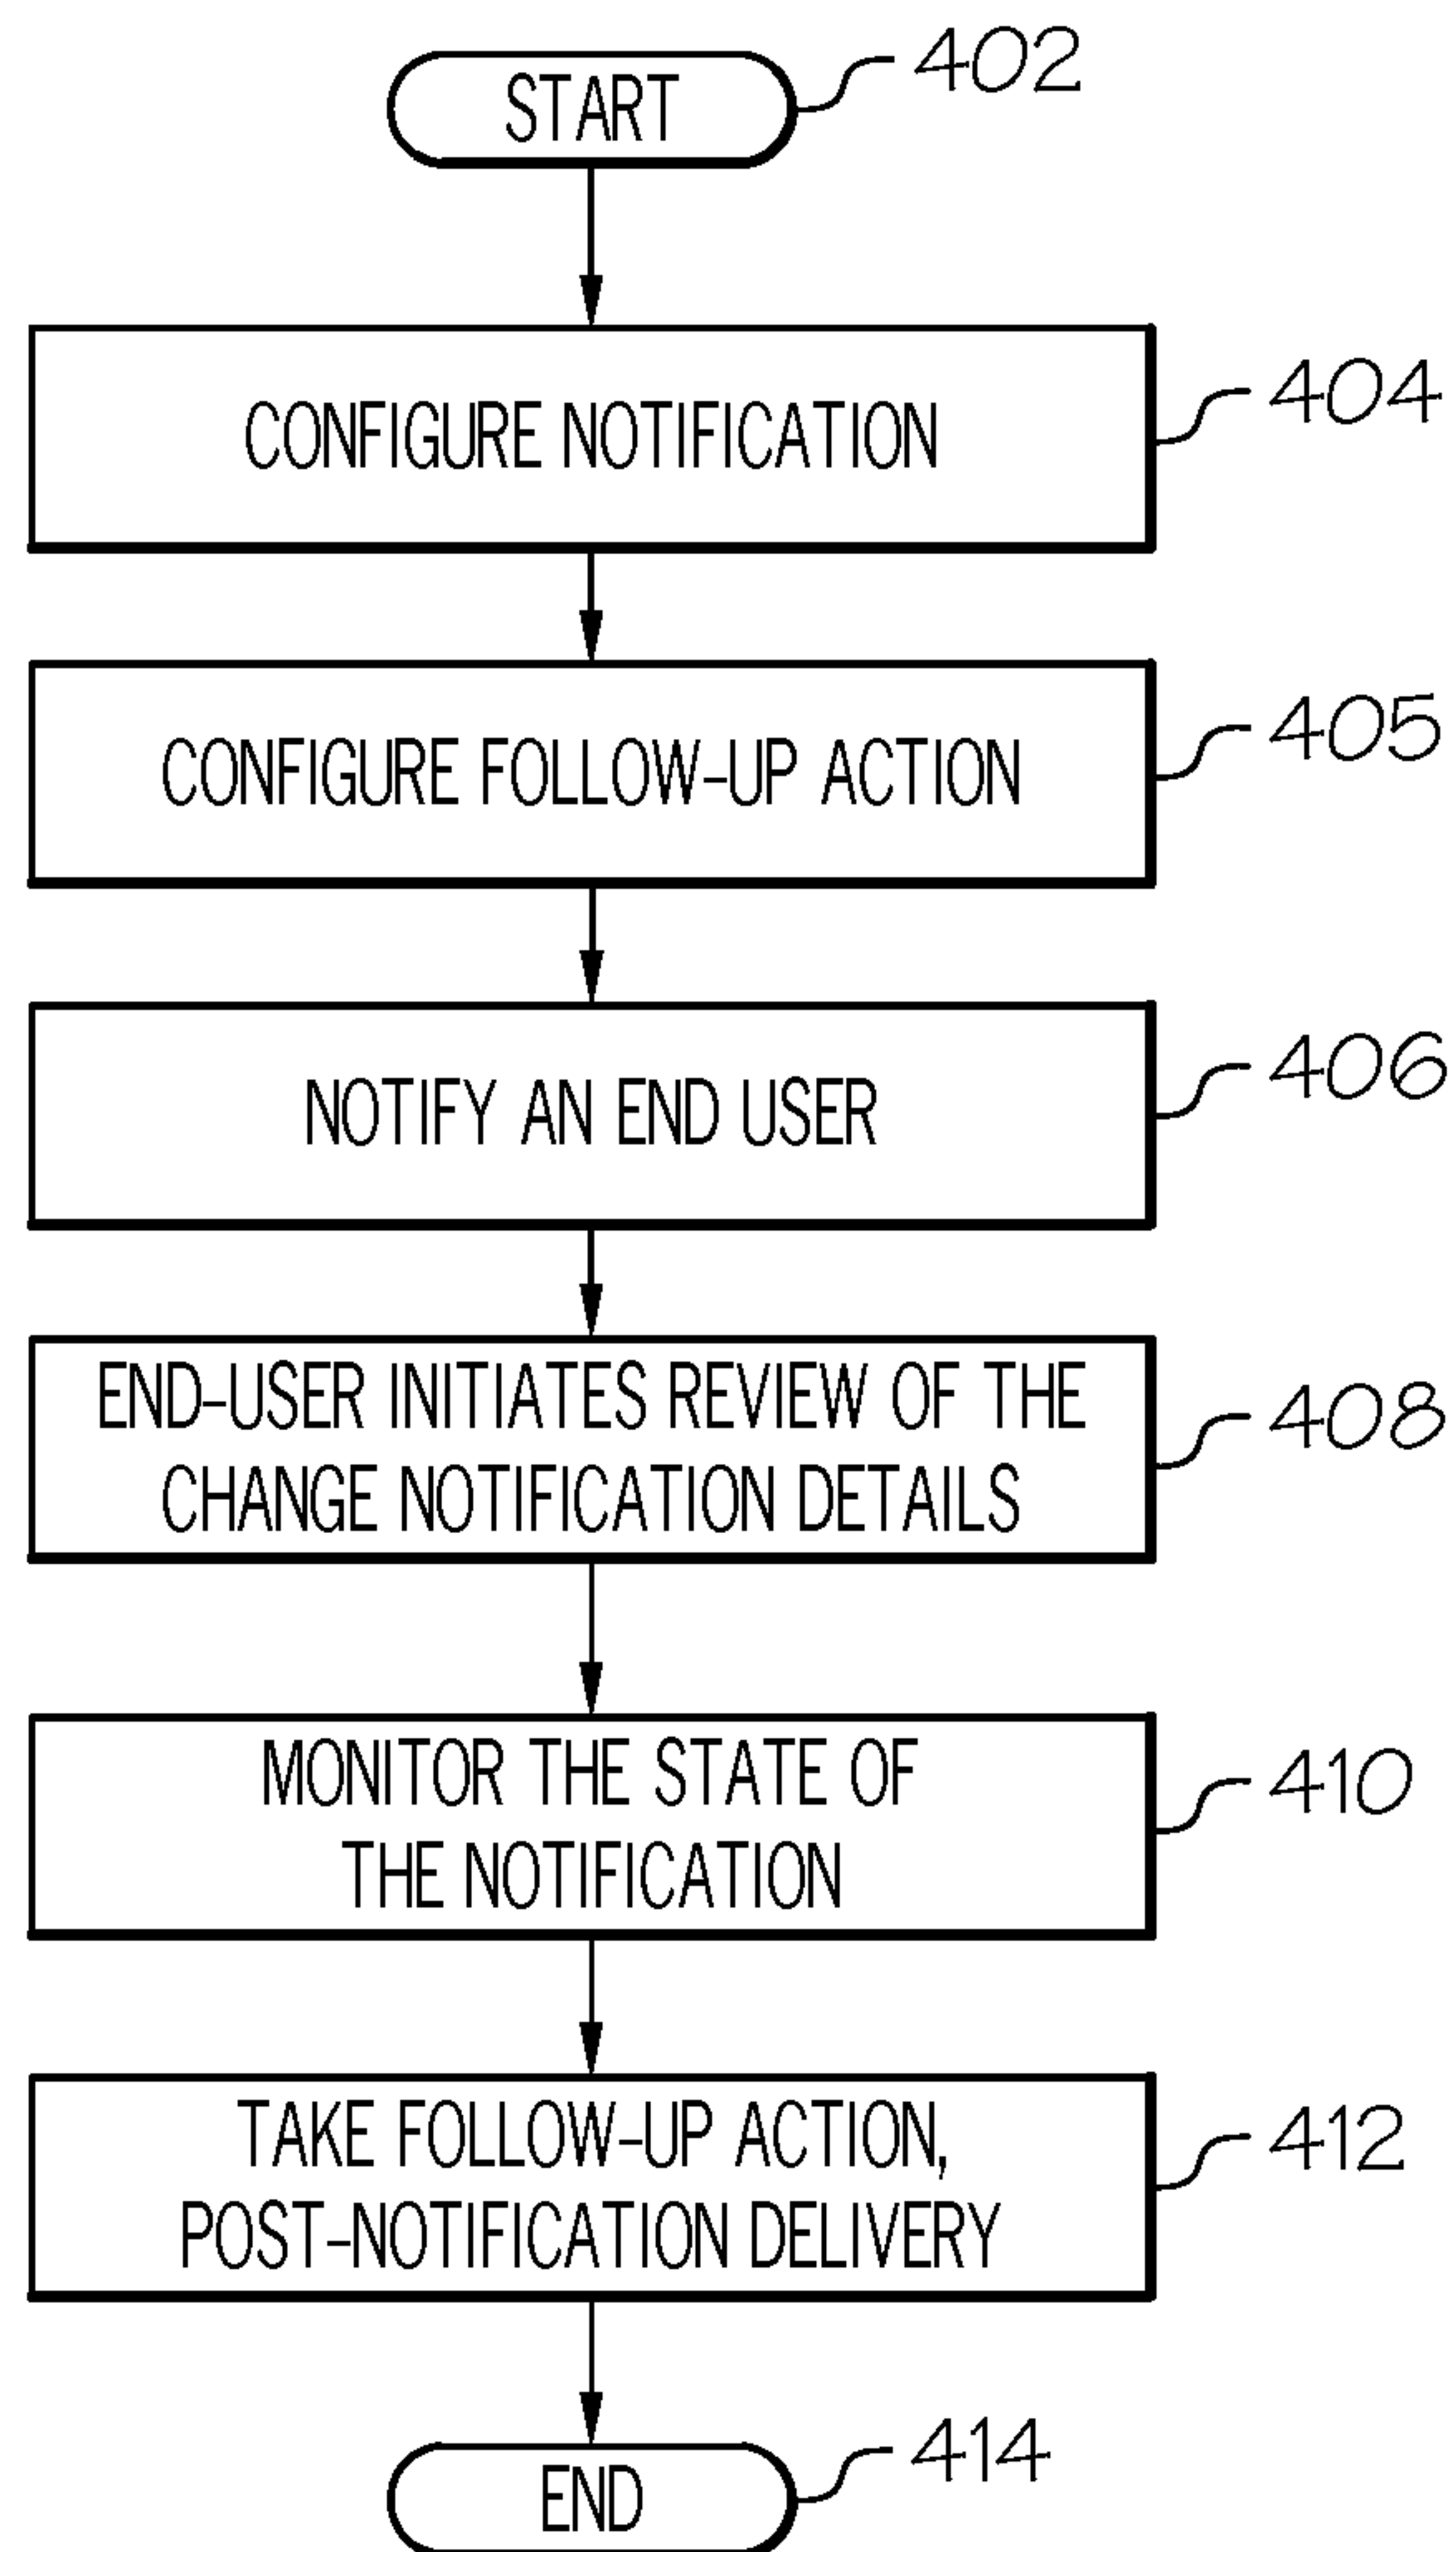 START
402
CONFIGURE NOTIFICATION
404
CONFIGURE FOLLOW-UP ACTION
405
NOTIFY AN END USER
406
END-USER INITIATES REVIEW OF THE
CHANGE NOTIFICATION DETAILS
408
MONITOR THE STATE OF
THE NOTIFICATION
410
TAKE FOLLOW-UP ACTION,
POST-NOTIFICATION DELIVERY
412
END
414